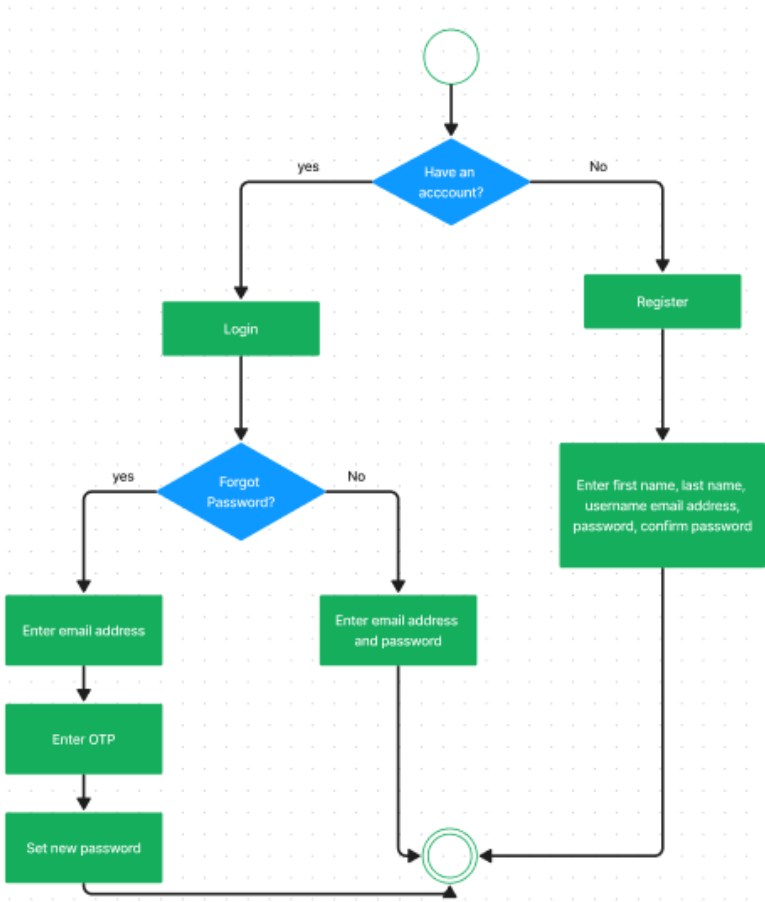 Have an
acccount?
yes
No
Login
Register
Forgot
Password?
yes
No
Enter first name, last name,
username email address,
password, confirm password
Enter email address
Enter email address
and password
Enter OTP
Set new password